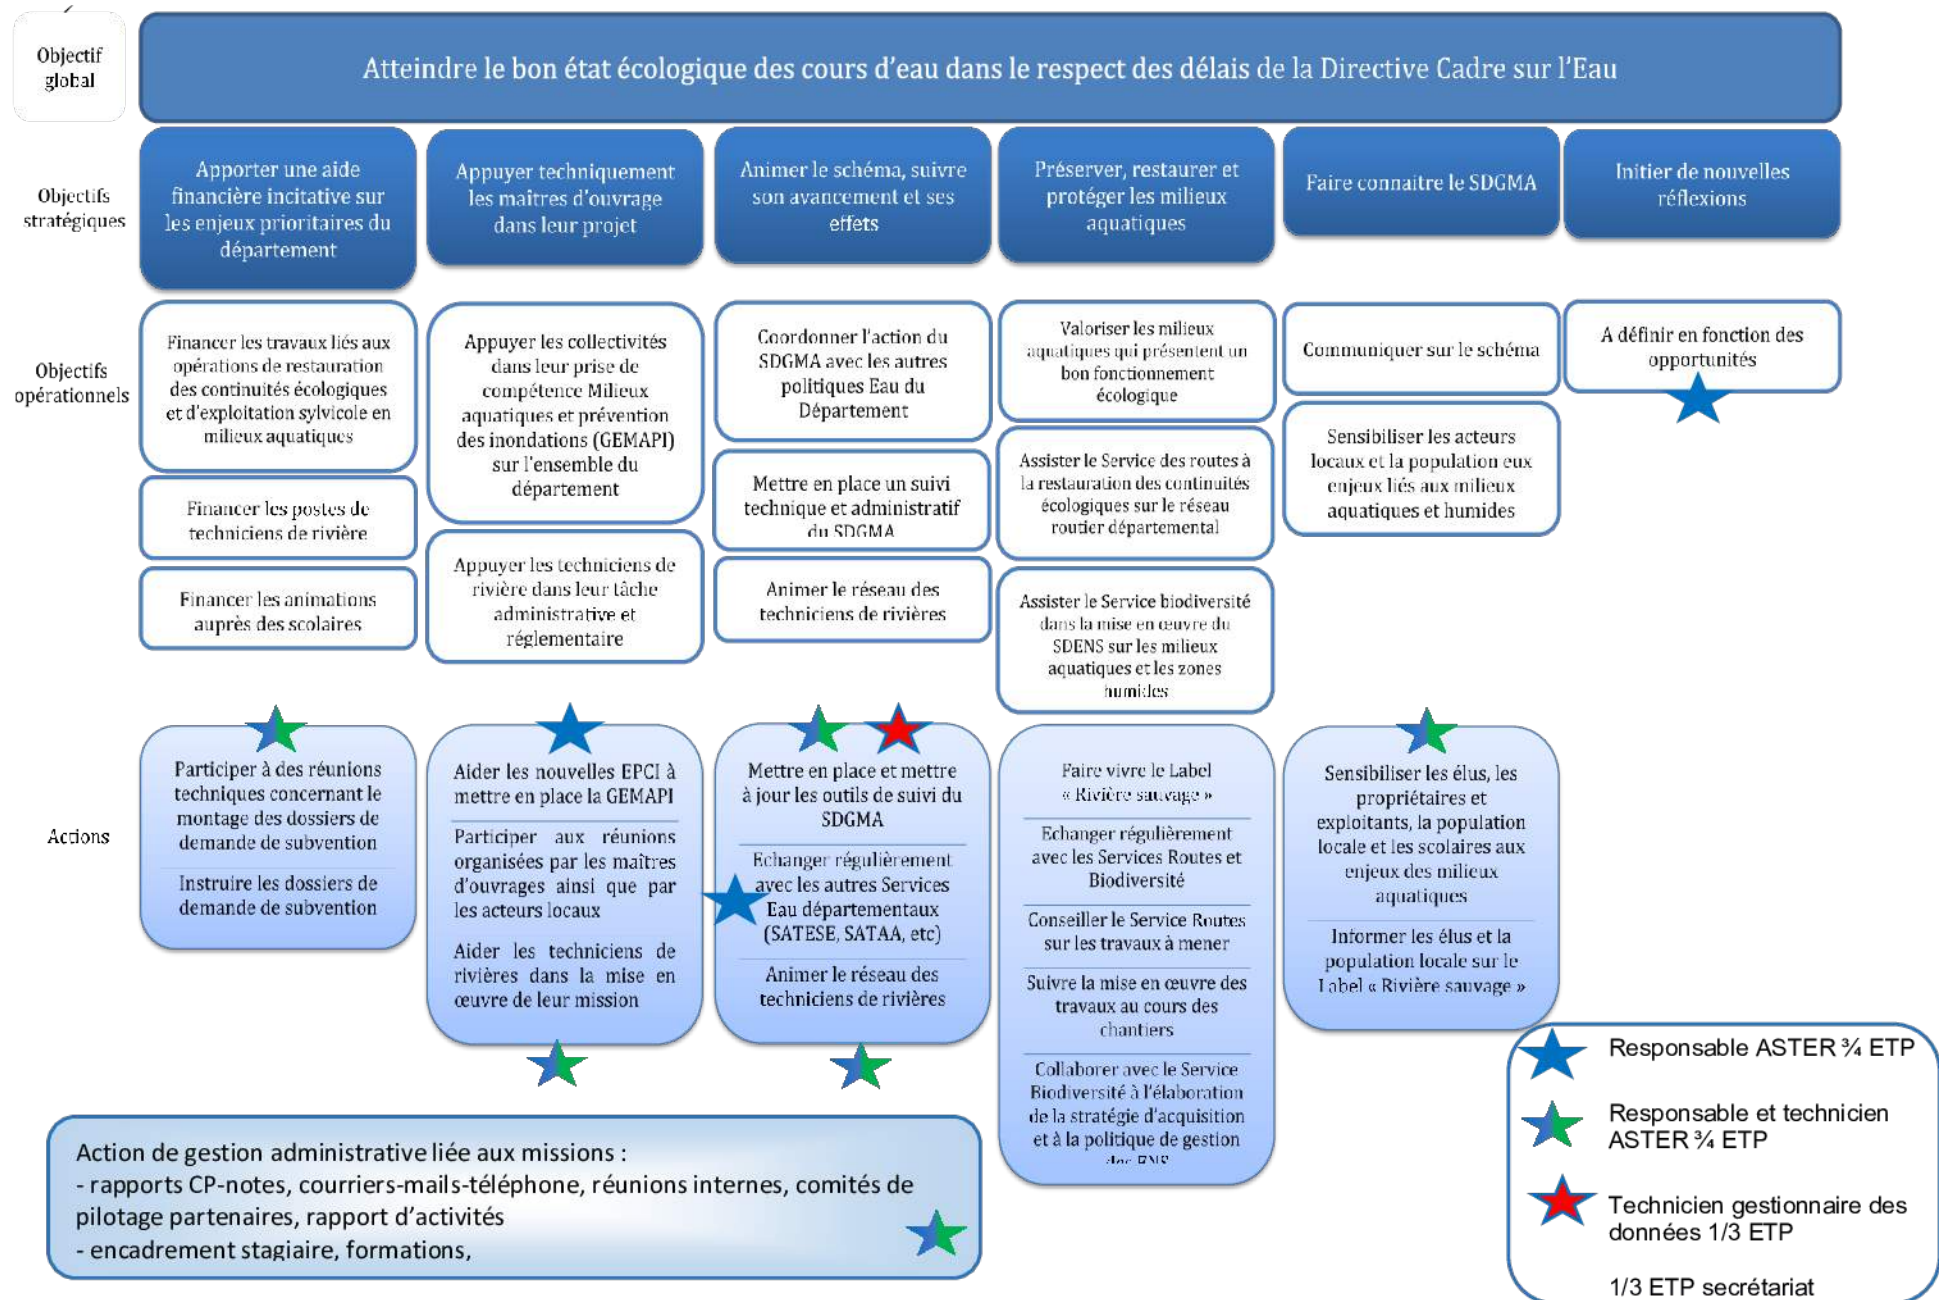 Objectif
global
Atteindre le bon état écologique des cours d'eau dans le respect des délais de la Directive Cadre sur l'Eau
Objectifs
stratégiques
Apporter une aide
financière incitative sur
les enjeux prioritaires du
département
Appuyer techniquement
les maîtres d'ouvrage
dans leur projet
Animer le schéma, suivre
son avancement et ses
effets
Préserver, restaurer et
protéger les milieux
aquatiques
Faire connaitre le SDGMA
Initier de nouvelles
réflexions
Objectifs
opérationnels
Financer les travaux liés aux
opérations de restauration
des continuités écologiques
et d'exploitation sylvicole en
milieux aquatiques
Financer les postes de
techniciens de rivière
Financer les animations
auprès des scolaires
Appuyer les collectivités
dans leur prise de
compétence Milieux
aquatiques et prévention
des inondations (GEMAPI)
sur l'ensemble du
département
Appuyer les techniciens de
rivière dans leur tâche
administrative et
réglementaire
Coordonner l'action du
SDGMA avec les autres
politiques Eau du
Département
Mettre en place un suivi
technique et administratif
du SDGMA
Animer le réseau des
techniciens de rivières
Valoriser les milieux
aquatiques qui présentent un
bon fonctionnement
écologique
Assister le Service des routes à
la restauration des continuités
écologiques sur le réseau
routier départemental
Assister le Service biodiversité
dans la mise en œuvre du
SDENS sur les milieux
aquatiques et les zones
humides
Communiquer sur le schéma
Sensibiliser les acteurs
locaux et la population eux
enjeux liés aux milieux
aquatiques et humides
A définir en fonction des
opportunités
Actions
Participer à des réunions
techniques concernant le
montage des dossiers de
demande de subvention
Instruire les dossiers de
demande de subvention
Aider les nouvelles EPCI à
mettre en place la GEMAPI
Participer aux réunions
organisées par les maîtres
d'ouvrages ainsi que par
les acteurs locaux
Aider les techniciens de
rivières dans la mise en
œuvre de leur mission
Mettre en place et mettre
à jour les outils de suivi du
SDGMA
Echanger régulièrement
avec les autres Services
Eau départementaux
(SATESE, SATAA, etc)
Animer le réseau des
techniciens de rivières
Faire vivre le Label
« Rivière sauvage »
Echanger régulièrement
avec les Services Routes et
Biodiversité
Conseiller le Service Routes
sur les travaux à mener
Suivre la mise en œuvre des
travaux au cours des
chantiers
Collaborer avec le Service
Biodiversité à l'élaboration
de la stratégie d'acquisition
et à la politique de gestion
des ENS
Sensibiliser les élus, les
propriétaires et
exploitants, la population
locale et les scolaires aux
enjeux des milieux
aquatiques
Informer les élus et la
population locale sur le
Label « Rivière sauvage »
Action de gestion administrative liée aux missions :
- rapports CP-notes, courriers-mails-téléphone, réunions internes, comités de
pilotage partenaires, rapport d'activités
- encadrement stagiaire, formations,
Responsable ASTER ¾ ETP
Responsable et technicien
ASTER ¾ ETP
Technicien gestionnaire des
données 1/3 ETP
1/3 ETP secrétariat